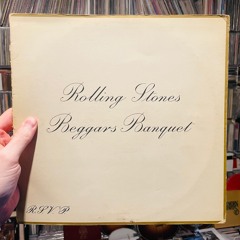 Rolling Stones
Beggars Banquet
R.S.V.P.